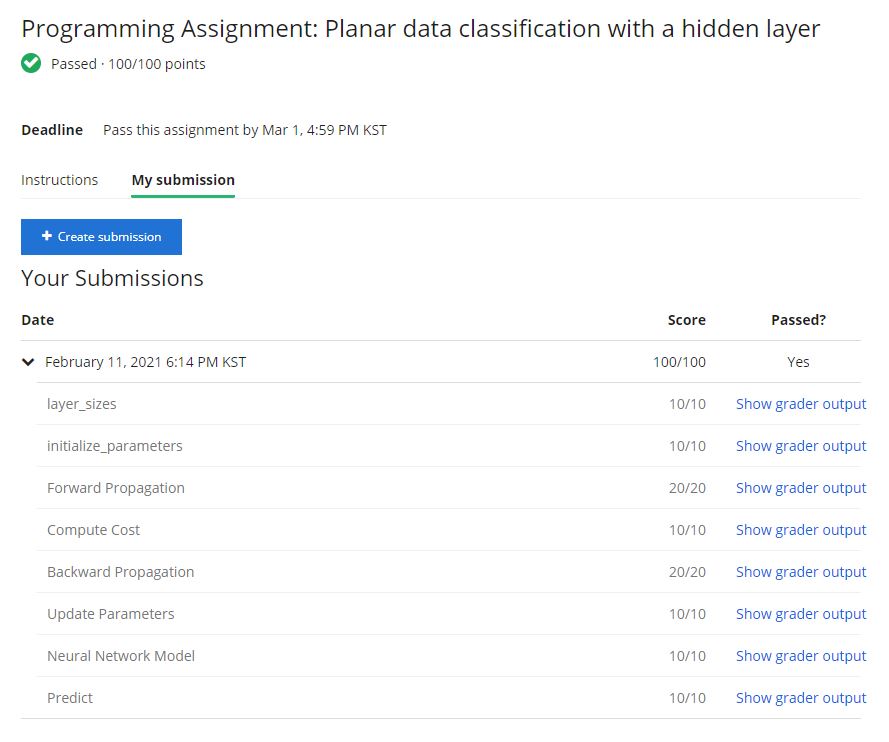 Programming Assignment: Planar data classification with a hidden layer
Passed · 100/100 points
Deadline Pass this assignment by Mar 1, 4:59 PM KST
Instructions My submission
+ Create submission
Your Submissions
Date Score Passed?
February 11, 2021 6:14 PM KST 100/100 Yes
layer_sizes 10/10 Show grader output
initialize_parameters 10/10 Show grader output
Forward Propagation 20/20 Show grader output
Compute Cost 10/10 Show grader output
Backward Propagation 20/20 Show grader output
Update Parameters 10/10 Show grader output
Neural Network Model 10/10 Show grader output
Predict 10/10 Show grader output